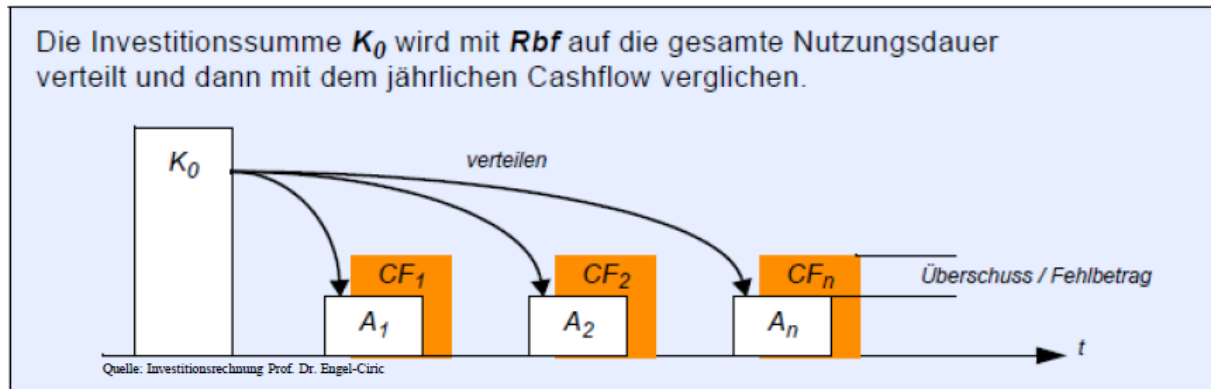 Die Investitionssumme K0 wird mit Rbf auf die gesamte Nutzungsdauer
verteilt und dann mit dem jährlichen Cashflow verglichen.
K0
verteilen
CF1
CF2
CFn
Überschuss / Fehlbetrag
A1
A2
An
t
Quelle: Investitionsrechnung Prof. Dr. Engel-Ciric